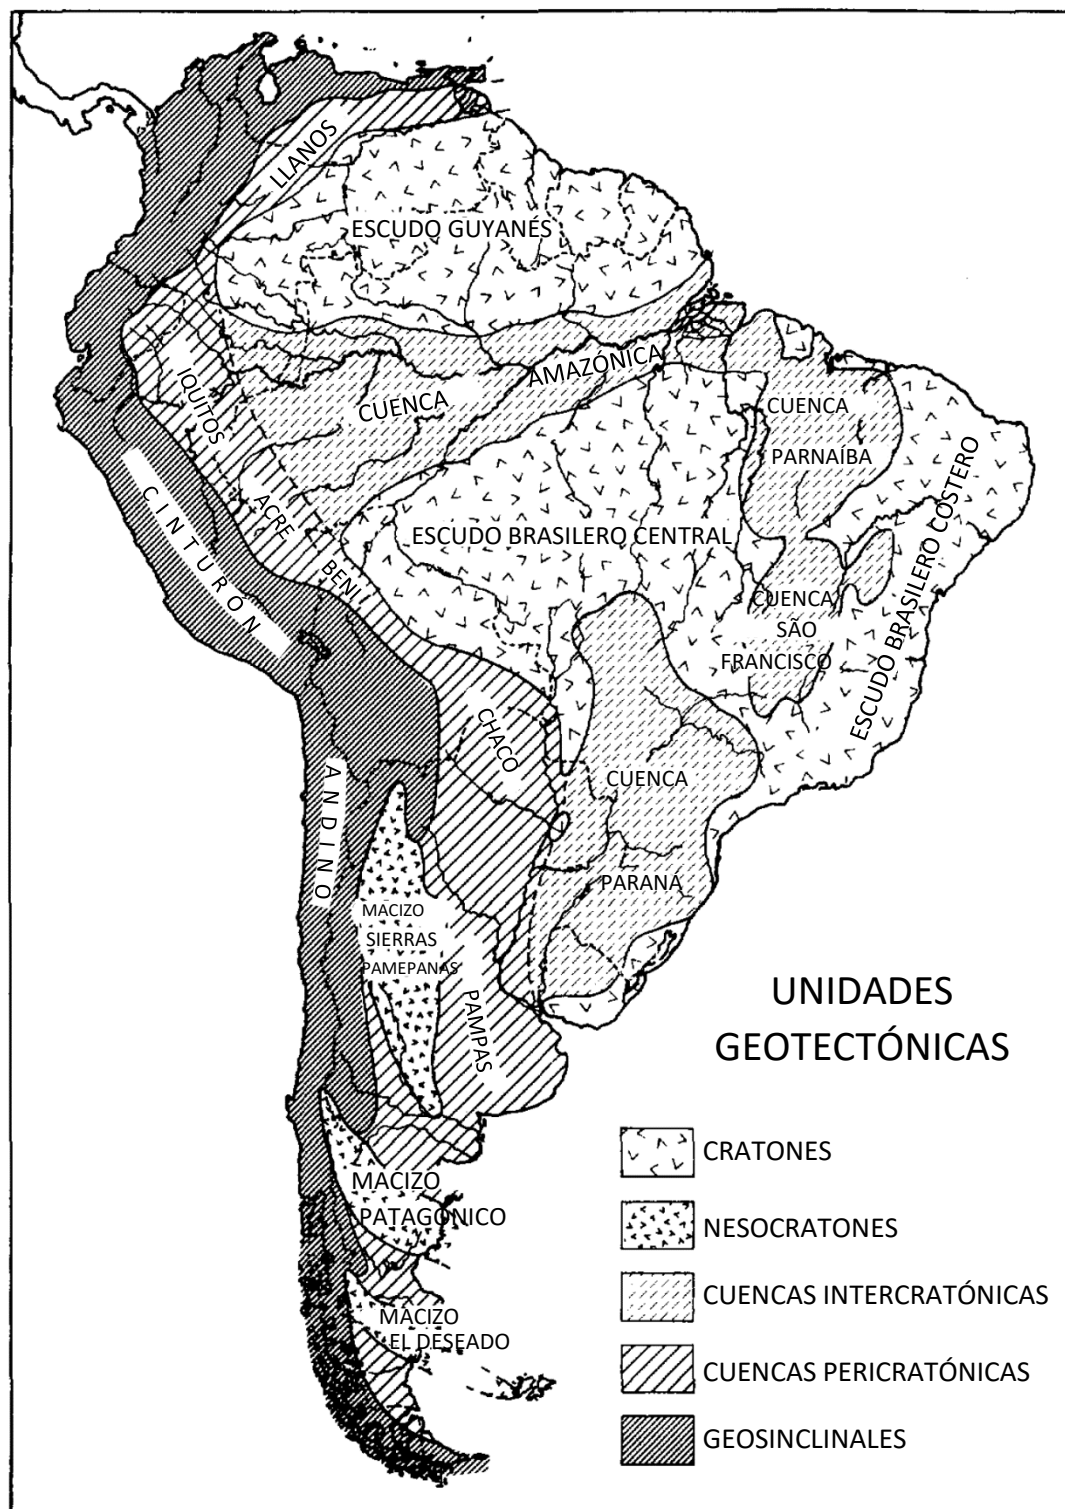 LLANOS
ESCUDO GUYANÉS
AMAZÓNICA
CUENCA
IQUITOS
ACRE
BENI
CUENCA
PARNAÍBA
ESCUDO BRASILERO CENTRAL
ESCUDO BRASILERO COSTERO
CUENCA
SÃO
FRANCISCO
CINTURÓN
ANDINO
CHACO
CUENCA
PARANÁ
MACIZO
SIERRAS
PAMEPANAS
PAMPAS
MACIZO
PATAGÓNICO
MACIZO
EL DESEADO
UNIDADES
GEOTECTÓNICAS
CRATONES
NESOCRATONES
CUENCAS INTERCRATÓNICAS
CUENCAS PERICRATÓNICAS
GEOSINCLINALES